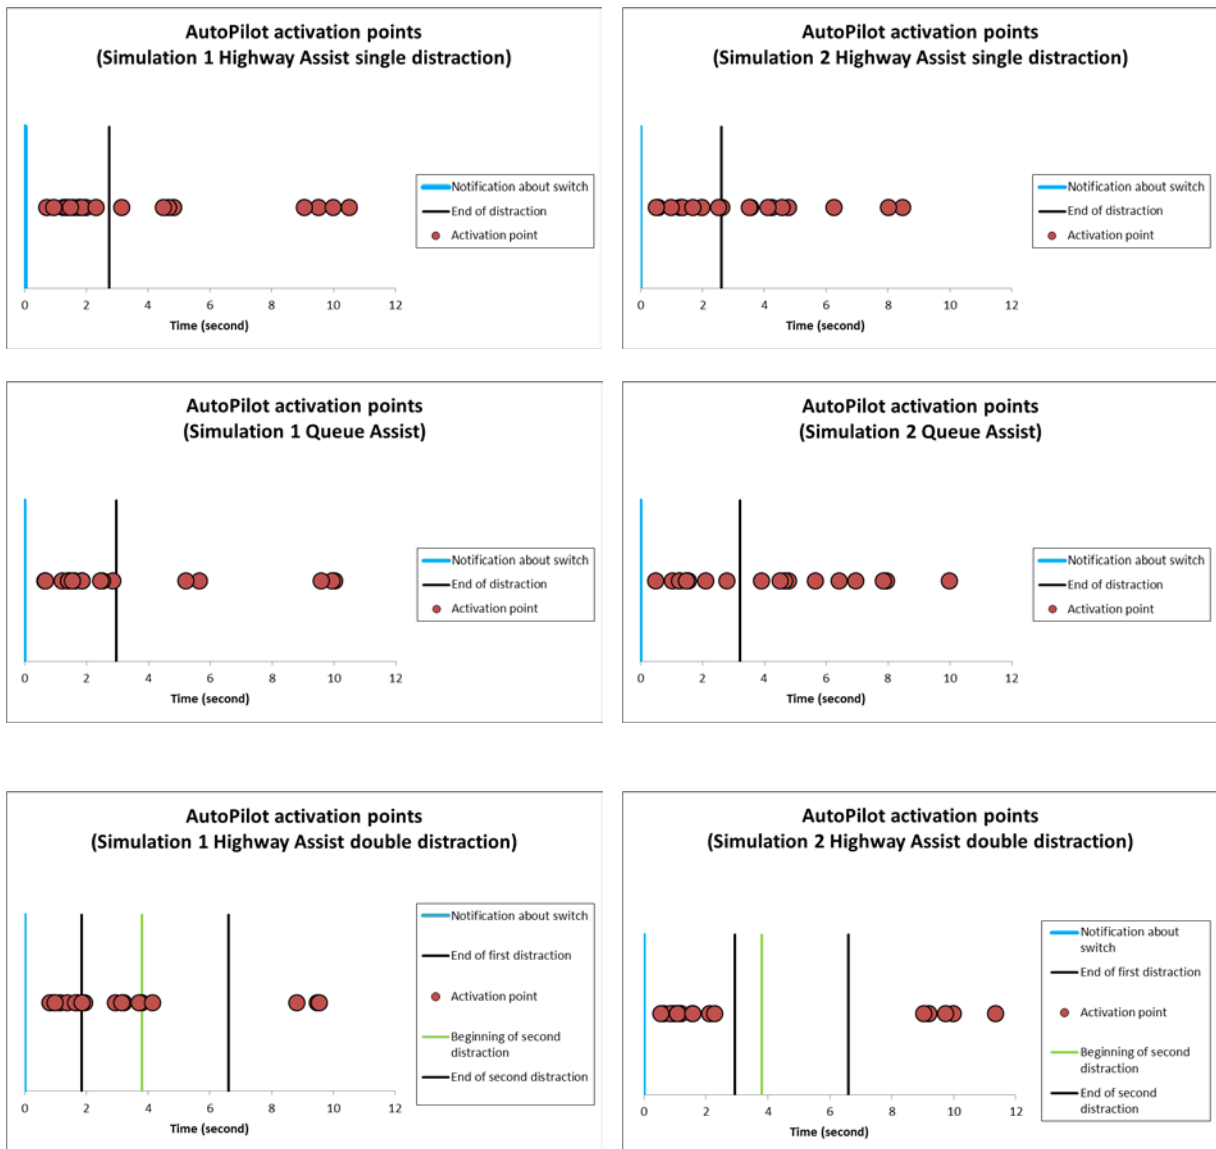 AutoPilot activation points
(Simulation 1 Highway Assist single distraction)
Notification about switch
End of distraction
Activation point
0 2 4 6 8 10 12
Time (second)
AutoPilot activation points
(Simulation 2 Highway Assist single distraction)
Notification about switch
End of distraction
Activation point
0 2 4 6 8 10 12
Time (second)
AutoPilot activation points
(Simulation 1 Queue Assist)
Notification about switch
End of distraction
Activation point
0 2 4 6 8 10 12
Time (second)
AutoPilot activation points
(Simulation 2 Queue Assist)
Notification about switch
End of distraction
Activation point
0 2 4 6 8 10 12
Time (second)
AutoPilot activation points
(Simulation 1 Highway Assist double distraction)
Notification about switch
End of first distraction
Activation point
Beginning of second
distraction
End of second distraction
0 2 4 6 8 10 12
Time (second)
AutoPilot activation points
(Simulation 2 Highway Assist double distraction)
Notification about
switch
End of first distraction
Activation point
Beginning of second
distraction
End of second
distraction
0 2 4 6 8 10 12
Time (second)